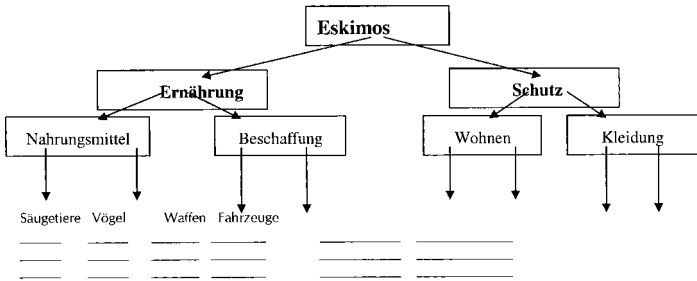 Eskimos
Ernährung Schutz
Nahrungsmittel Beschaffung Wohnen Kleidung
Säugetiere Vögel Waffen Fahrzeuge